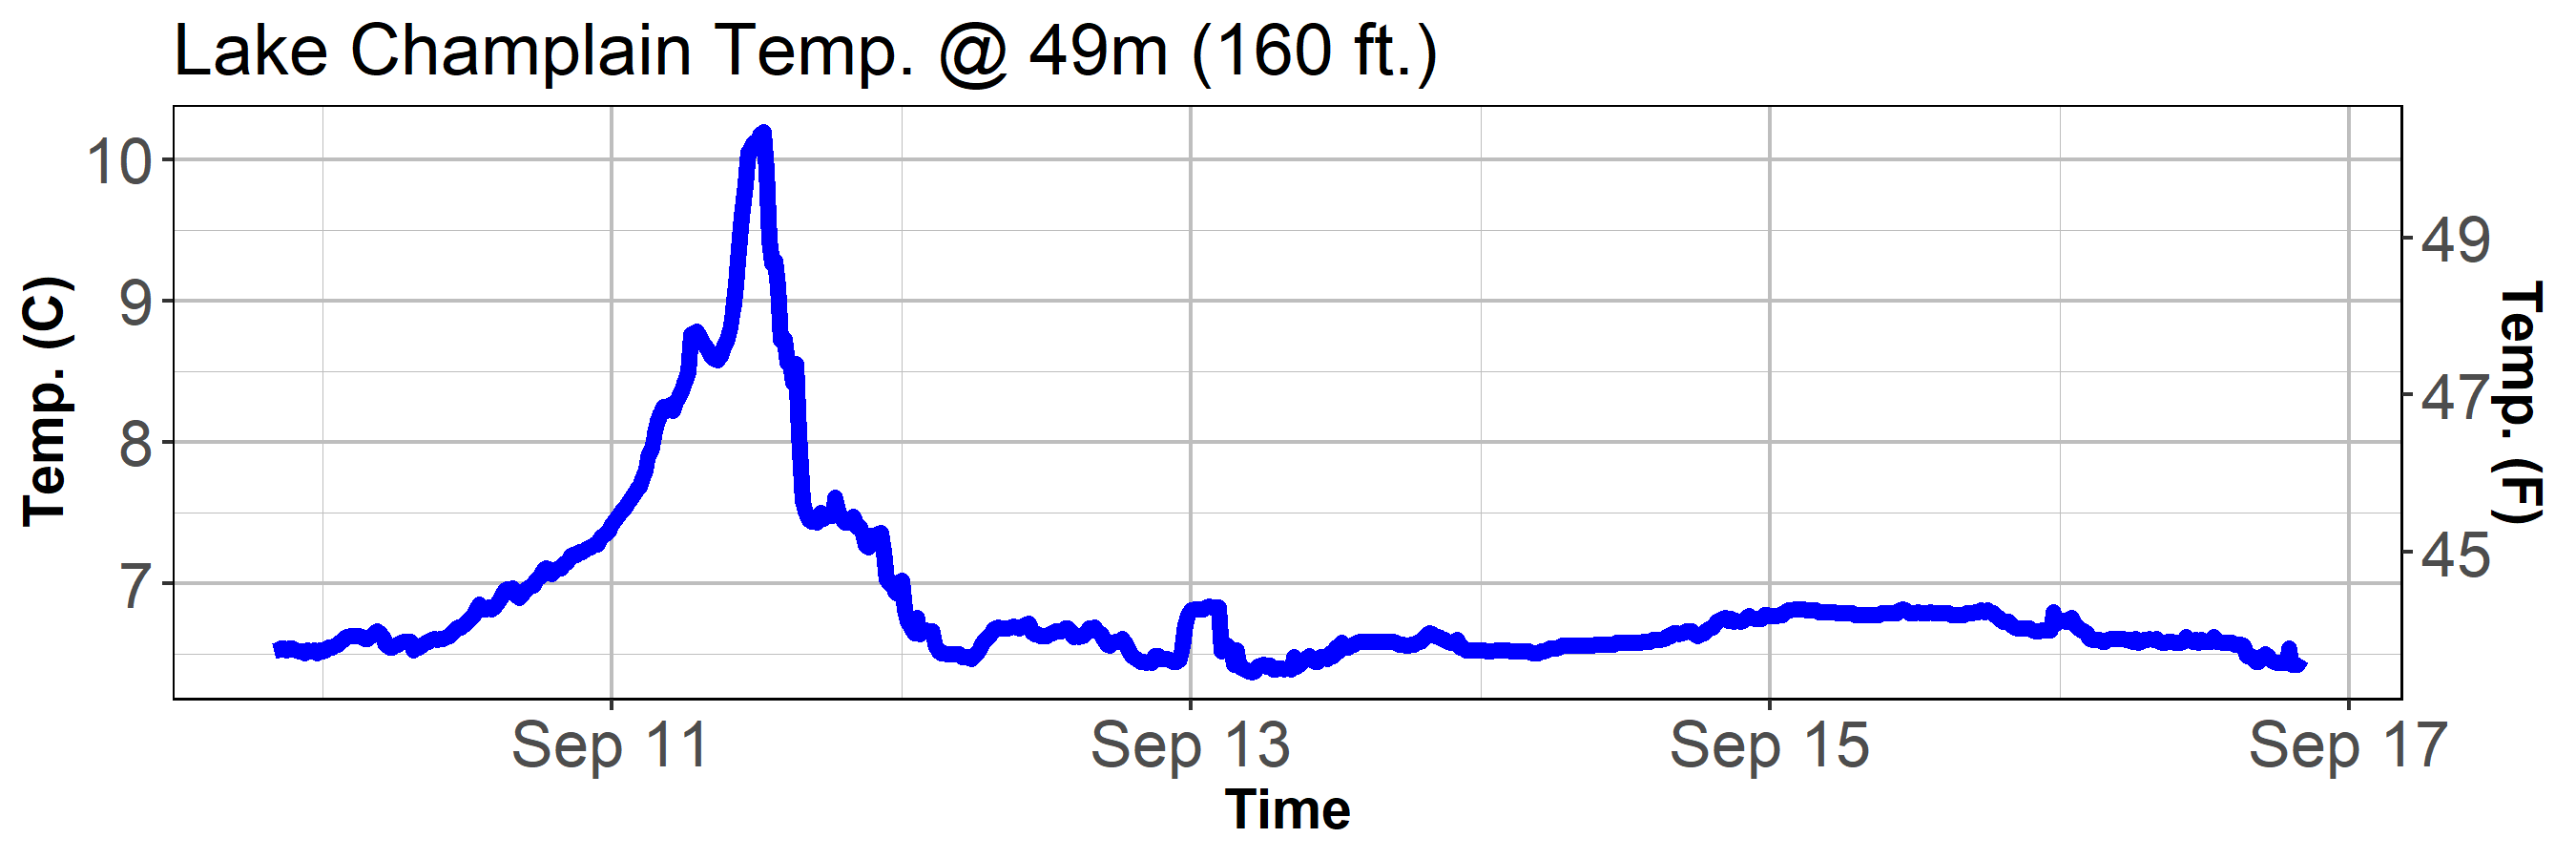 Lake Champlain Temp. @ 49m (160 ft.)
Temp. (C)
10
9
8
7
49
47
45
Temp. (F)
Sep 11 Sep 13 Sep 15 Sep 17
Time